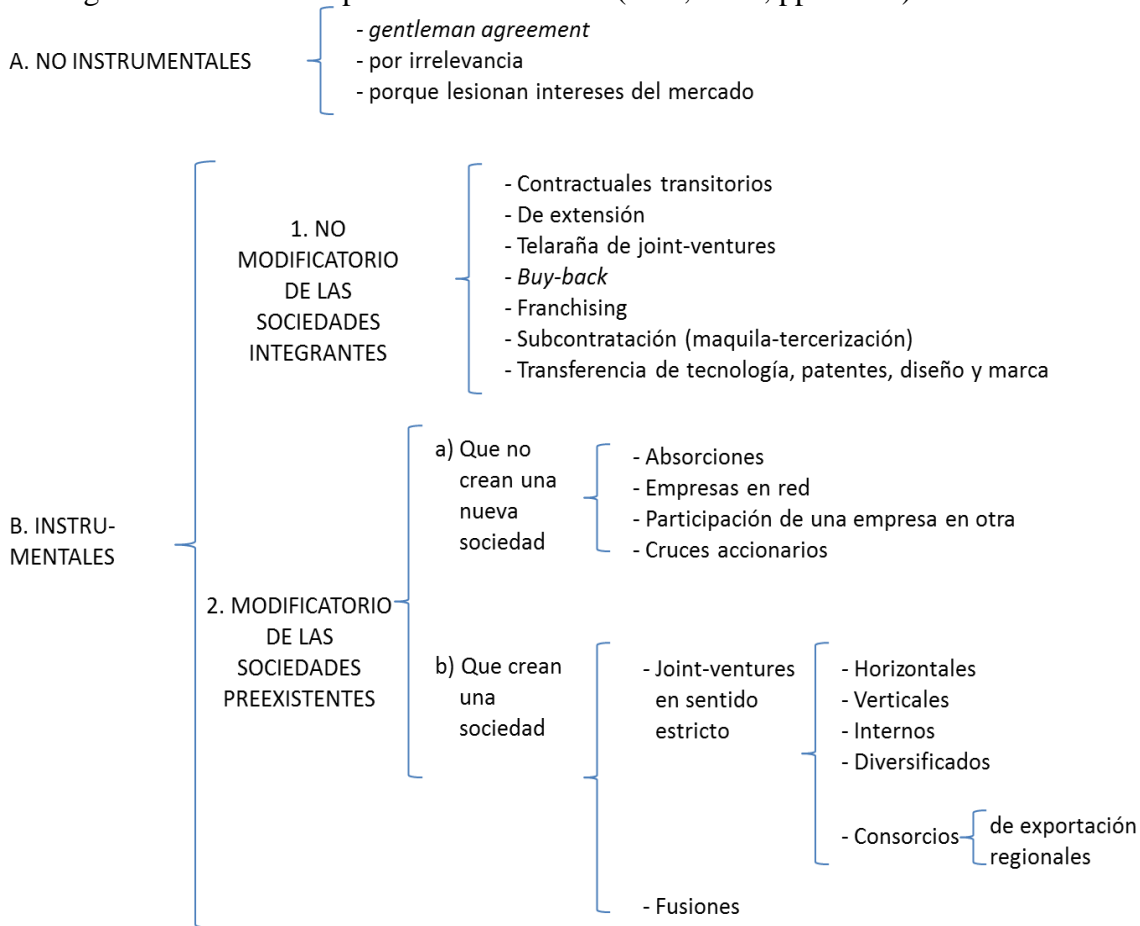 - gentleman agreement
A. NO INSTRUMENTALES
- por irrelevancia
- porque lesionan intereses del mercado
1. NO
MODIFICATORIO
DE LAS
SOCIEDADES
INTEGRANTES
- Contractuales transitorios
- De extensión
- Telaraña de joint-ventures
- Buy-back
- Franchising
- Subcontratación (maquila-tercerización)
- Transferencia de tecnología, patentes, diseño y marca
B. INSTRU-
MENTALES
2. MODIFICATORIO
DE LAS
SOCIEDADES
PREEXISTENTES
a) Que no
crean una
nueva
sociedad
- Absorciones
- Empresas en red
- Participación de una empresa en otra
- Cruces accionarios
b) Que crean
una
sociedad
- Joint-ventures
en sentido
estricto
- Horizontales
- Verticales
- Internos
- Diversificados
- Consorcios
de exportación
regionales
- Fusiones